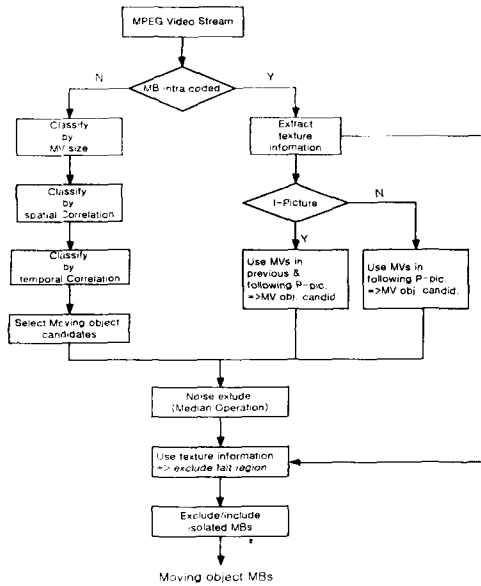 MPEG Video Stream
N
MB intra coded
Y
Classify
by
MV size
Extract
texture
infomation
Classify
by
spatial Correlation
I-Picture
N
Y
Classify
by
temporal Correlation
Use MVs in
previous &
following P-pic.
=>MV obj. candid
Use MVs in
following P-pic.
=>MV obj. candid.
Select Moving object
candidates
Noise exlude
(Median Operation)
Use texture information
=> exclude falt region
Exclude/include
isolated MBs
Moving object MBs